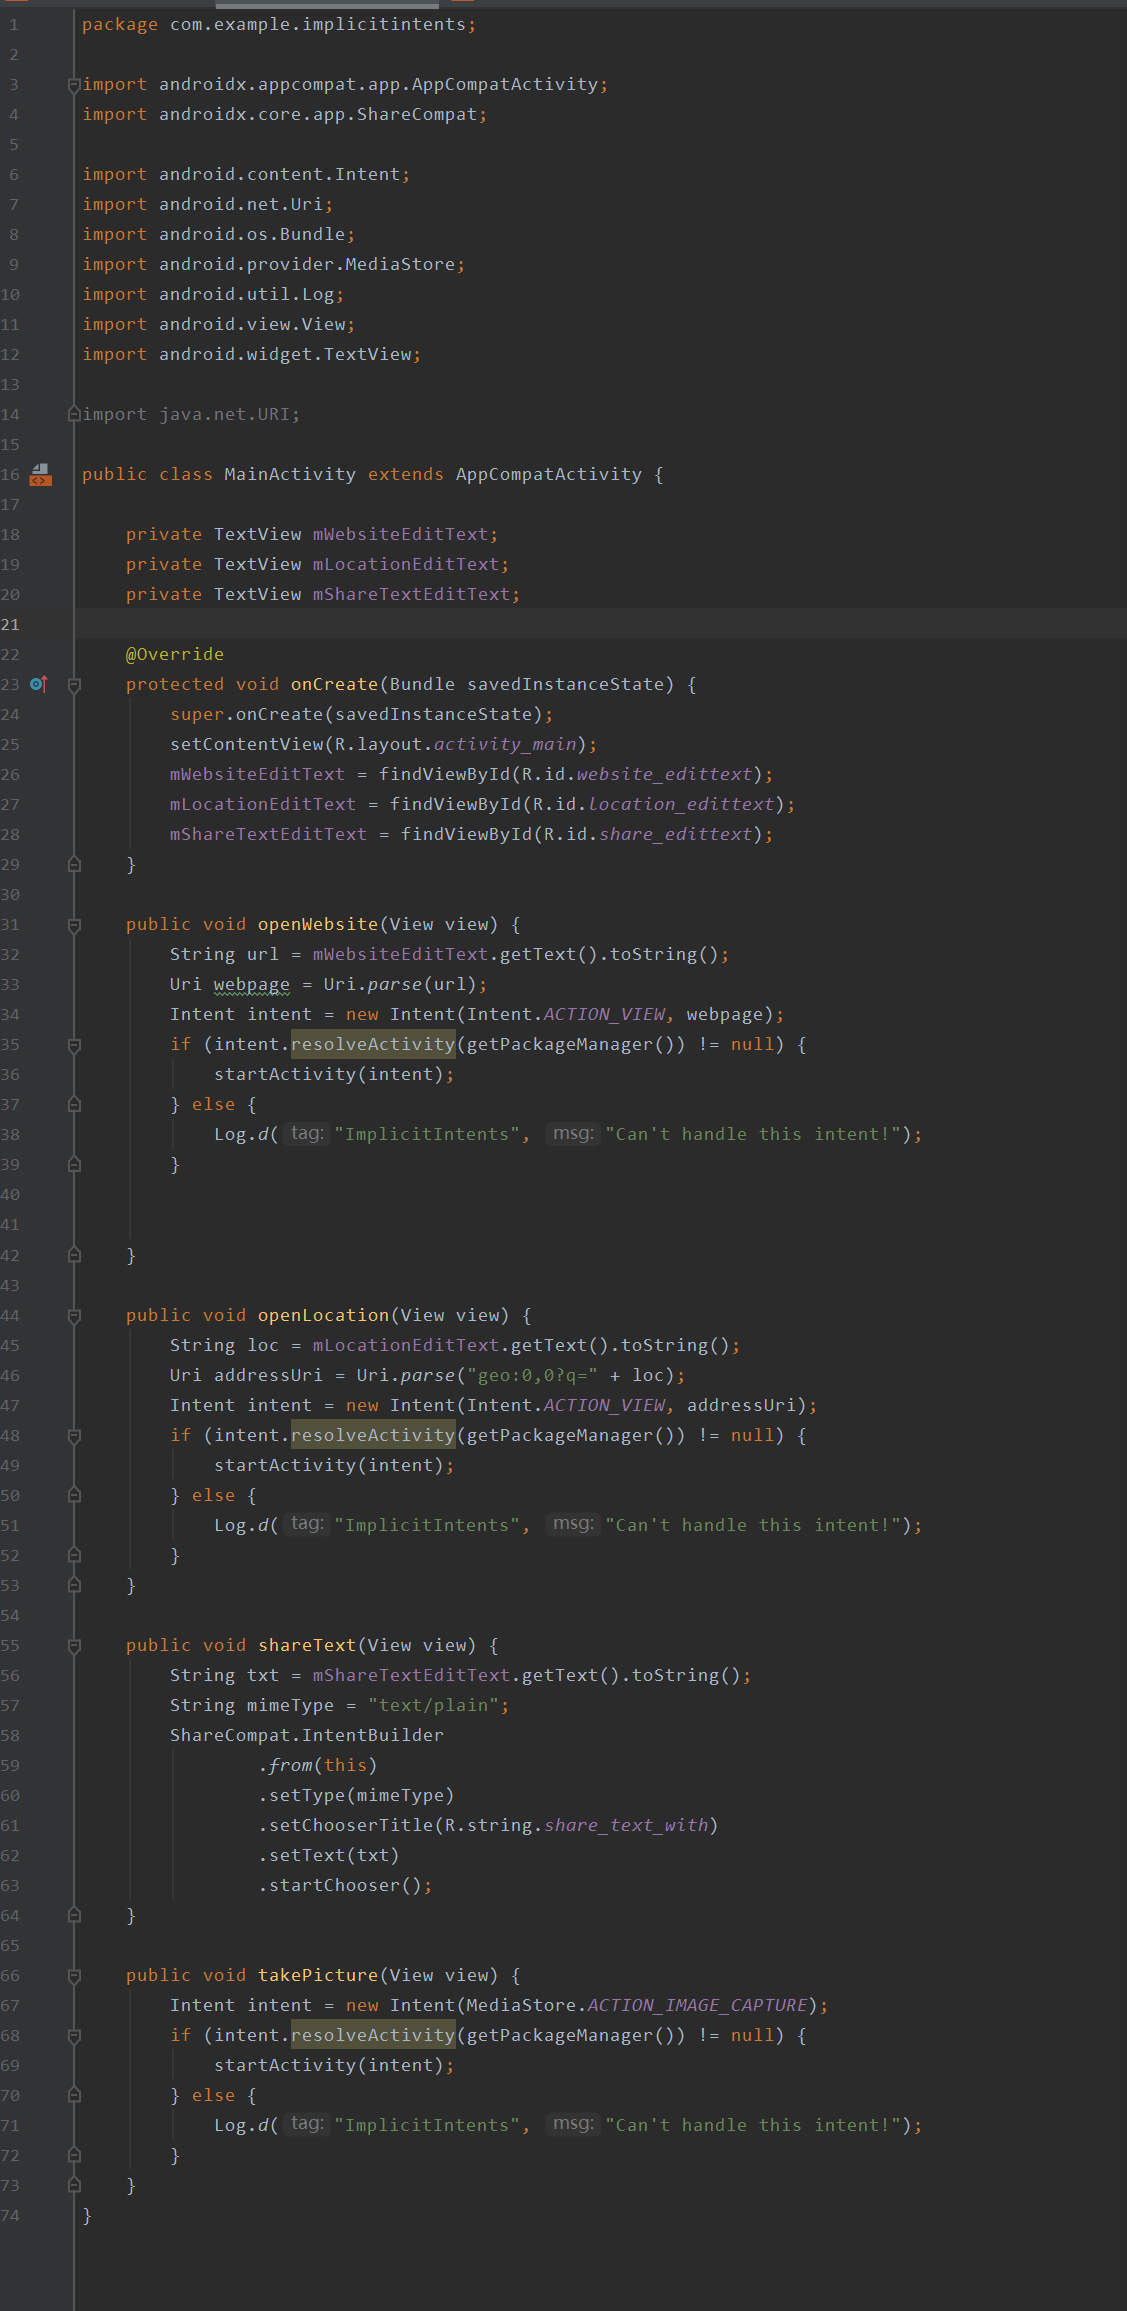 1 package com.example.implicitintents;
2
3 import androidx.appcompat.app.AppCompatActivity;
4 import androidx.core.app.ShareCompat;
5
6 import android.content.Intent;
7 import android.net.Uri;
8 import android.os.Bundle;
9 import android.provider.MediaStore;
10 import android.util.Log;
11 import android.view.View;
12 import android.widget.TextView;
13
14 import java.net.URI;
15
16 public class MainActivity extends AppCompatActivity {
17
18     private TextView mWebsiteEditText;
19     private TextView mLocationEditText;
20     private TextView mShareTextEditText;
21
22     @Override
23     protected void onCreate(Bundle savedInstanceState) {
24         super.onCreate(savedInstanceState);
25         setContentView(R.layout.activity_main);
26         mWebsiteEditText = findViewById(R.id.website_edittext);
27         mLocationEditText = findViewById(R.id.location_edittext);
28         mShareTextEditText = findViewById(R.id.share_edittext);
29     }
30
31     public void openWebsite(View view) {
32         String url = mWebsiteEditText.getText().toString();
33         Uri webpage = Uri.parse(url);
34         Intent intent = new Intent(Intent.ACTION_VIEW, webpage);
35         if (intent.resolveActivity(getPackageManager()) != null) {
36             startActivity(intent);
37         } else {
38             Log.d( tag: "ImplicitIntents", msg: "Can't handle this intent!");
39         }
40
41
42     }
43
44     public void openLocation(View view) {
45         String loc = mLocationEditText.getText().toString();
46         Uri addressUri = Uri.parse("geo:0,0?q=" + loc);
47         Intent intent = new Intent(Intent.ACTION_VIEW, addressUri);
48         if (intent.resolveActivity(getPackageManager()) != null) {
49             startActivity(intent);
50         } else {
51             Log.d( tag: "ImplicitIntents", msg: "Can't handle this intent!");
52         }
53     }
54
55     public void shareText(View view) {
56         String txt = mShareTextEditText.getText().toString();
57         String mimeType = "text/plain";
58         ShareCompat.IntentBuilder
59                 .from(this)
60                 .setType(mimeType)
61                 .setChooserTitle(R.string.share_text_with)
62                 .setText(txt)
63                 .startChooser();
64     }
65
66     public void takePicture(View view) {
67         Intent intent = new Intent(MediaStore.ACTION_IMAGE_CAPTURE);
68         if (intent.resolveActivity(getPackageManager()) != null) {
69             startActivity(intent);
70         } else {
71             Log.d( tag: "ImplicitIntents", msg: "Can't handle this intent!");
72         }
73     }
74 }